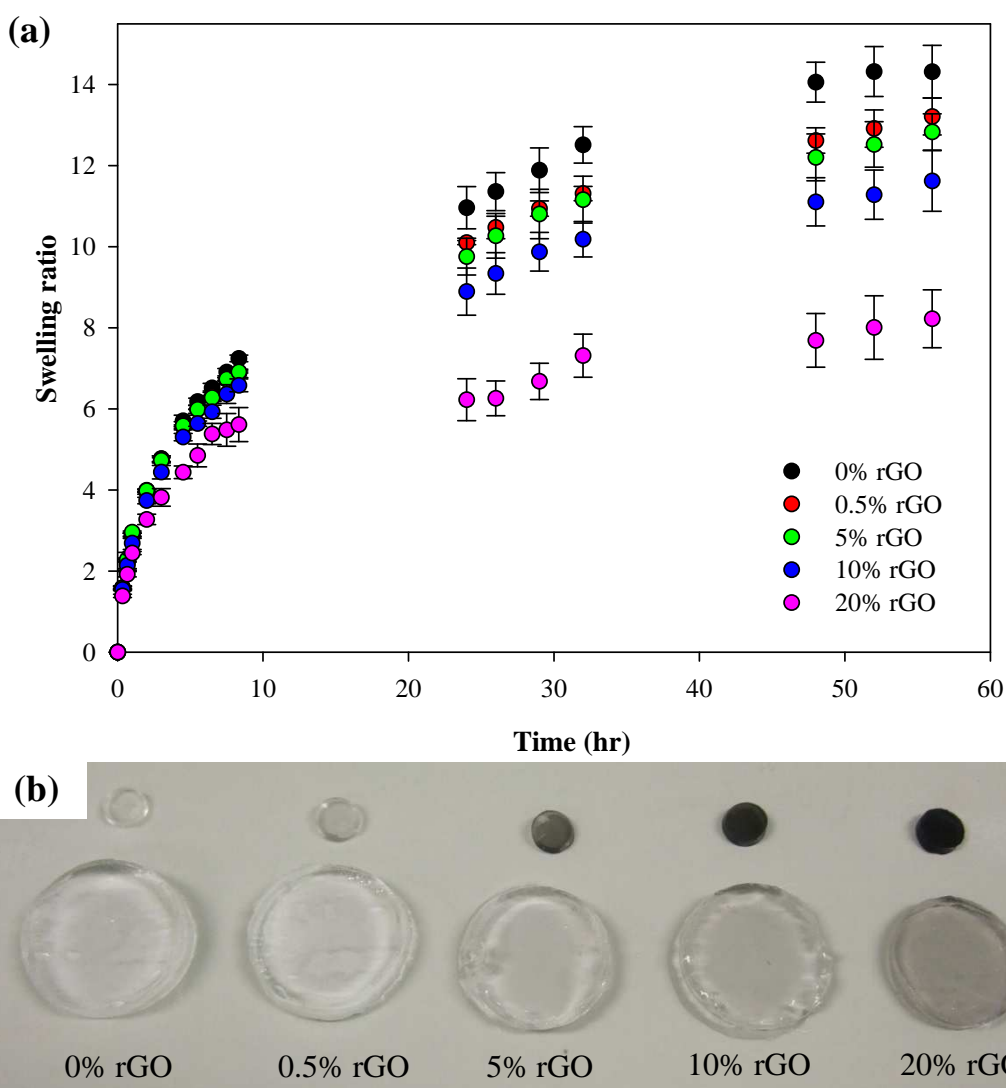 (a)
Swelling ratio
14
12
10
8
6
4
2
0
0% rGO
0.5% rGO
5% rGO
10% rGO
20% rGO
0 10 20 30 40 50 60
Time (hr)
(b)
0% rGO 0.5% rGO 5% rGO 10% rGO 20% rGO